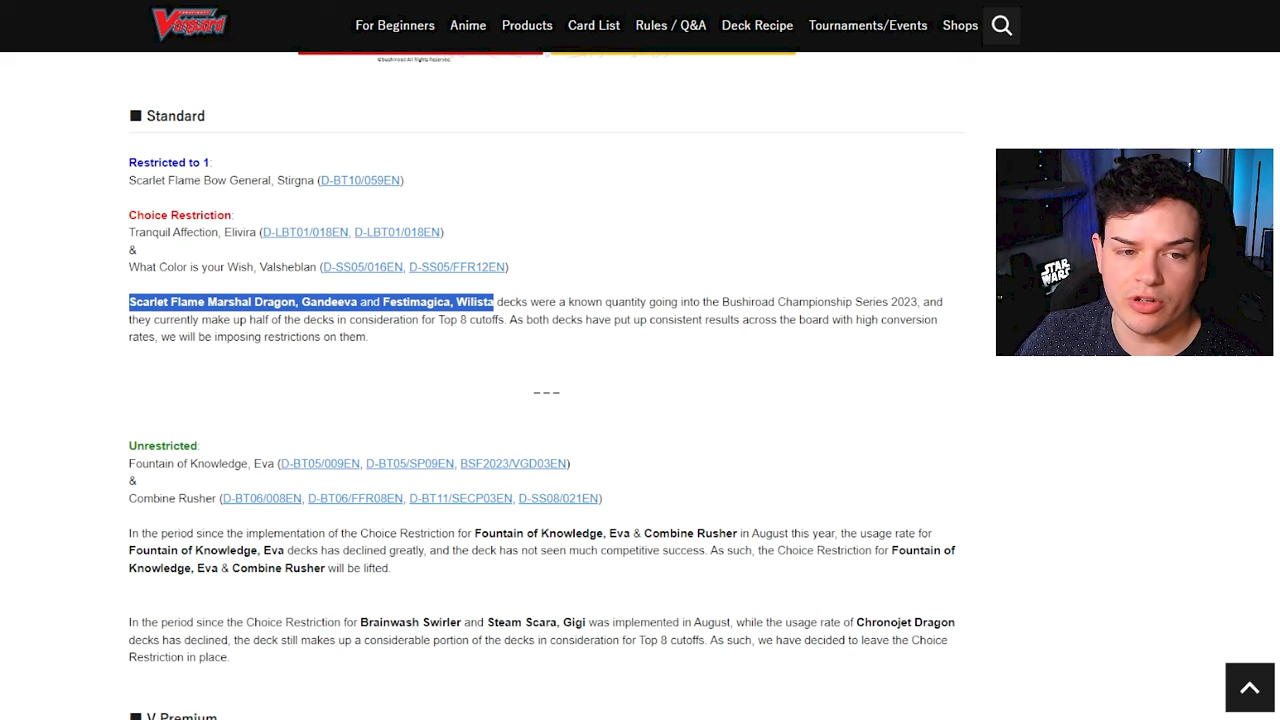 Vanguard
For Beginners Anime Products Card List Rules / Q&A Deck Recipe Tournaments/Events Shops
©bushiroad All Rights Reserved.
■ Standard
Restricted to 1:
Scarlet Flame Bow General, Stirgna (D-BT10/059EN)
Choice Restriction:
Tranquil Affection, Elivira (D-LBT01/018EN, D-LBT01/018EN)
&
What Color is your Wish, Valsheblan (D-SS05/016EN, D-SS05/FFR12EN)
Scarlet Flame Marshal Dragon, Gandeeva and Festimagica, Wilista decks were a known quantity going into the Bushiroad Championship Series 2023, and
they currently make up half of the decks in consideration for Top 8 cutoffs. As both decks have put up consistent results across the board with high conversion
rates, we will be imposing restrictions on them.
– – –
Unrestricted:
Fountain of Knowledge, Eva (D-BT05/009EN, D-BT05/SP09EN, BSF2023/VGD03EN)
&
Combine Rusher (D-BT06/008EN, D-BT06/FFR08EN, D-BT11/SECP03EN, D-SS08/021EN)
In the period since the implementation of the Choice Restriction for Fountain of Knowledge, Eva & Combine Rusher in August this year, the usage rate for
Fountain of Knowledge, Eva decks has declined greatly, and the deck has not seen much competitive success. As such, the Choice Restriction for Fountain of
Knowledge, Eva & Combine Rusher will be lifted.
In the period since the Choice Restriction for Brainwash Swirler and Steam Scara, Gigi was implemented in August, while the usage rate of Chronojet Dragon
decks has declined, the deck still makes up a considerable portion of the decks in consideration for Top 8 cutoffs. As such, we have decided to leave the Choice
Restriction in place.
■ V Premium
STAR
WARS